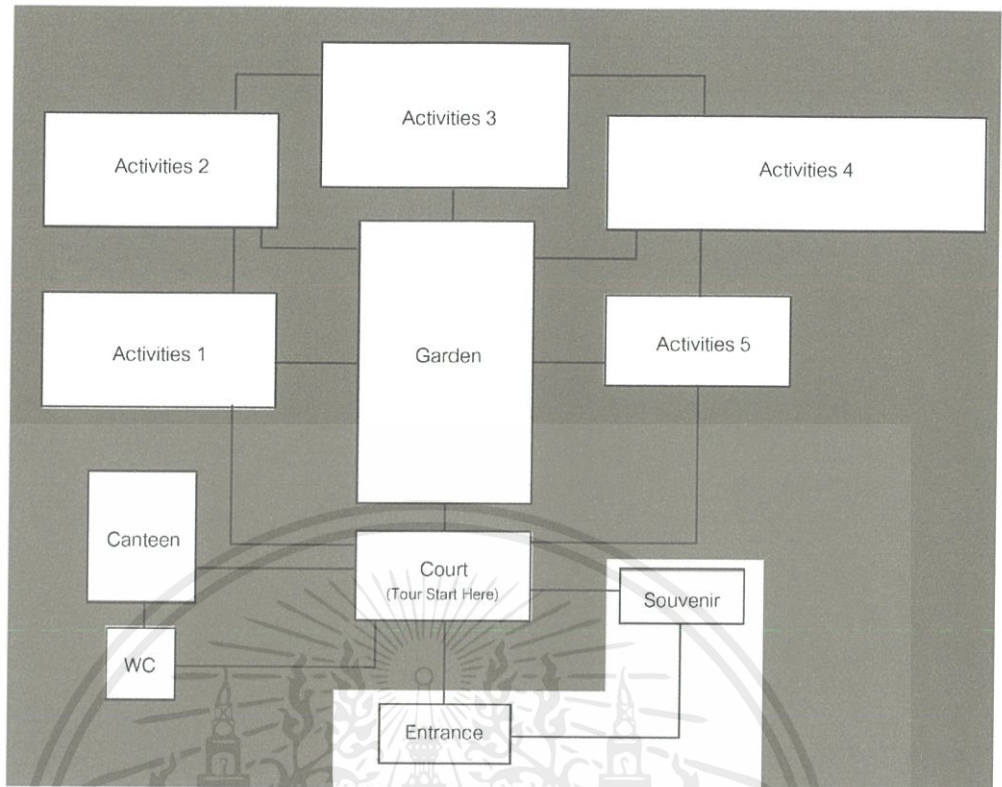 Activities 3
Activities 2
Activities 4
Activities 1
Garden
Activities 5
Canteen
Court
(Tour Start Here)
Souvenir
WC
Entrance